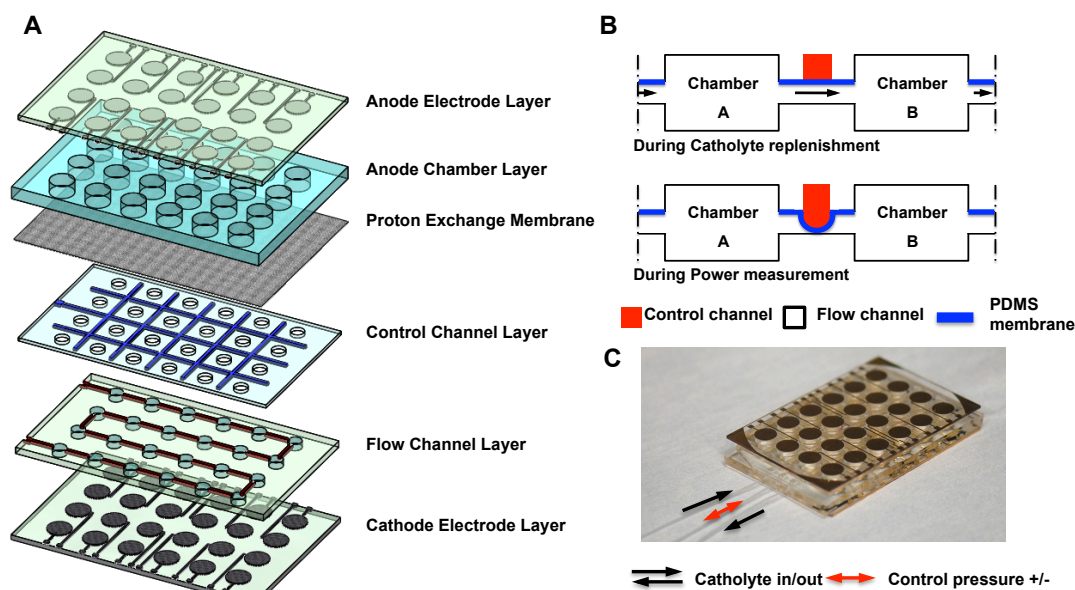 A
Anode Electrode Layer
Anode Chamber Layer
Proton Exchange Membrane
Control Channel Layer
Flow Channel Layer
Cathode Electrode Layer
B
Chamber
A
Chamber
B
During Catholyte replenishment
Chamber
A
Chamber
B
During Power measurement
Control channel
Flow channel
PDMS
membrane
C
Catholyte in/out
Control pressure +/-